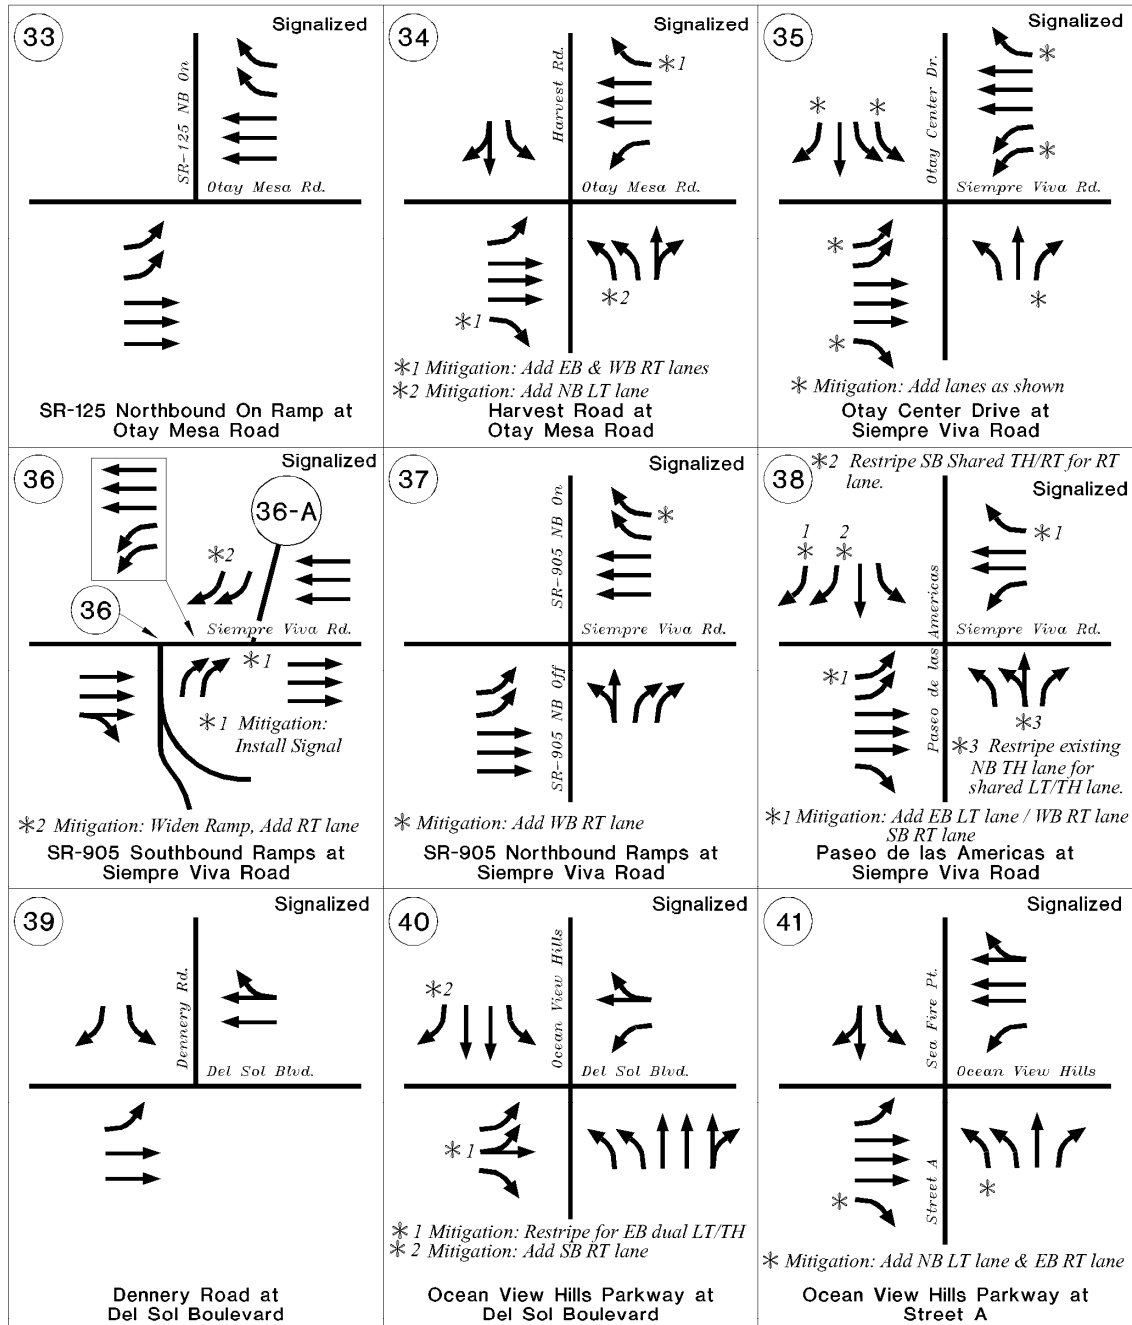 33
Signalized
SR-125 NB On
Otay Mesa Rd.
SR-125 Northbound On Ramp at
Otay Mesa Road
34
Signalized
Harvest Rd.
✻1
Otay Mesa Rd.
✻2
✻1
✻1 Mitigation: Add EB & WB RT lanes
✻2 Mitigation: Add NB LT lane
Harvest Road at
Otay Mesa Road
35
Signalized
Otay Center Dr.
✻
✻ ✻
✻
Siempre Viva Rd.
✻
✻
✻
✻ Mitigation: Add lanes as shown
Otay Center Drive at
Siempre Viva Road
36
Signalized
36-A
✻2
36
Siempre Viva Rd.
✻1
✻1 Mitigation:
Install Signal
✻2 Mitigation: Widen Ramp, Add RT lane
SR-905 Southbound Ramps at
Siempre Viva Road
37
Signalized
SR-905 NB On
✻
Siempre Viva Rd.
SR-905 NB Off
✻ Mitigation: Add WB RT lane
SR-905 Northbound Ramps at
Siempre Viva Road
38
✻2 Restripe SB Shared TH/RT for RT
lane.
Signalized
1 2
✻ ✻
✻1
Paseo de las Americas
Siempre Viva Rd.
✻1
✻3
✻3 Restripe existing
NB TH lane for
shared LT/TH lane.
✻1 Mitigation: Add EB LT lane / WB RT lane
SB RT lane
Paseo de las Americas at
Siempre Viva Road
39
Signalized
Dennery Rd.
Del Sol Blvd.
Dennery Road at
Del Sol Boulevard
40
Signalized
✻2
Ocean View Hills
Del Sol Blvd.
✻1
✻1 Mitigation: Restripe for EB dual LT/TH
✻2 Mitigation: Add SB RT lane
Ocean View Hills Parkway at
Del Sol Boulevard
41
Signalized
Sea Fire Pt.
Ocean View Hills
Street A
✻
✻
✻ Mitigation: Add NB LT lane & EB RT lane
Ocean View Hills Parkway at
Street A